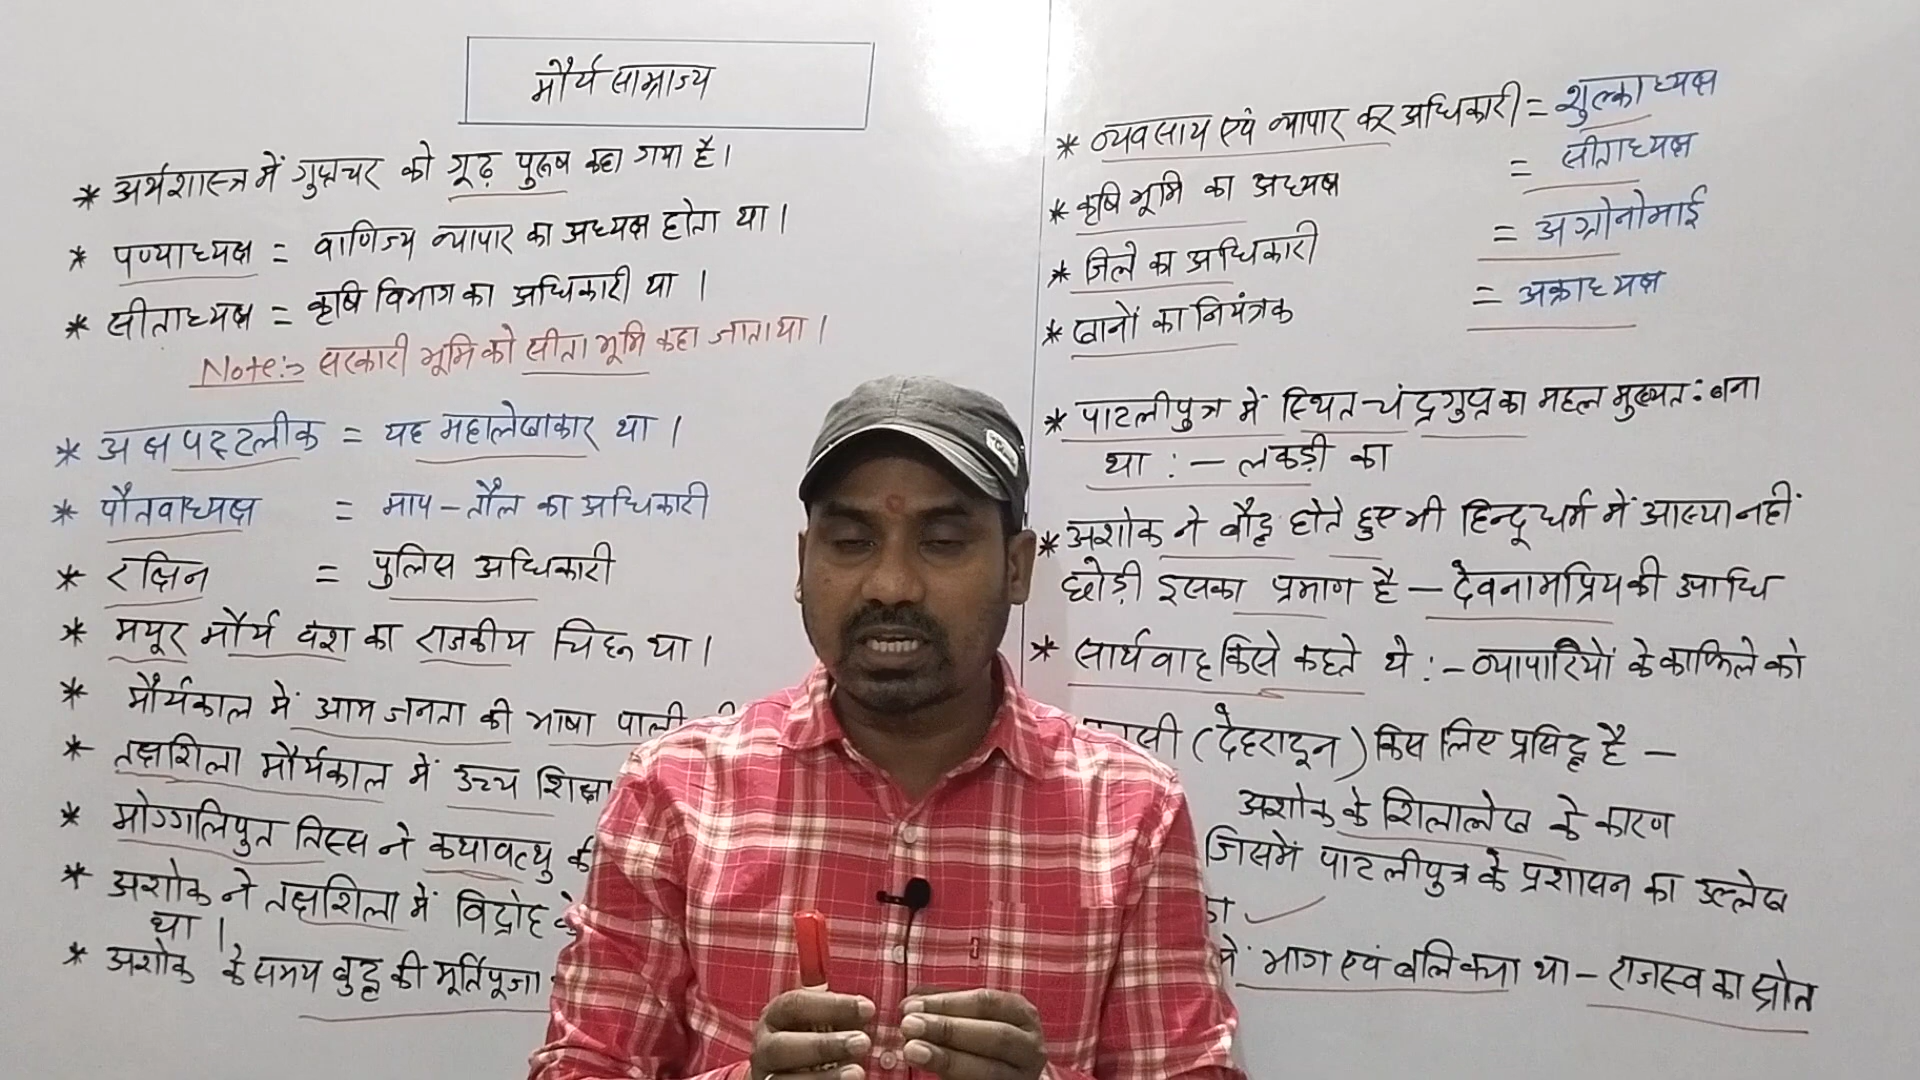 मौर्य साम्राज्य
* अर्थशास्त्र में गुप्तचर को गूढ़ पुरूष कहा गया है।
* पण्याध्यक्ष = वाणिज्य व्यापार का अध्यक्ष होता था।
* सीताध्यक्ष = कृषि विभाग का अधिकारी था।
Note:→ सरकारी भूमि को सीता भूमि कहा जाता था।
* अक्षपट्टलीक = यह महालेखाकार था।
* पौतवाध्यक्ष = माप-तौल का अधिकारी
* रक्षिन = पुलिस अधिकारी
* मयूर मौर्य वंश का राजकीय चिह्न था।
* मौर्यकाल में आम जनता की भाषा पाली
* तक्षशिला मौर्यकाल में उच्च शिक्षा
* मोग्गलिपुत तिस्स ने कथावत्थु
* अशोक ने तक्षशिला में विद्रोह
था।
* अशोक के समय बुद्ध की मूर्तिपूजा
* व्यवसाय एवं व्यापार कर अधिकारी = शुल्काध्यक्ष
* कृषि भूमि का अध्यक्ष = सीताध्यक्ष
* जिले का अधिकारी = अग्रोनोमाई
* खानों का नियंत्रक = अकाध्यक्ष
* पाटलीपुत्र में स्थित चंद्रगुप्त का महल मुख्यत: बना
था :- लकड़ी का
* अशोक ने बौद्ध होते हुए भी हिन्दू धर्म में आस्था नहीं
छोड़ी इसका प्रमाण है – देवनामप्रिय की उपाधि
* सार्थवाह किसे कहते थे :- व्यापारियों के काफिले को
(देहरादून) किस लिए प्रसिद्ध है –
अशोक के शिलालेख के कारण
जिसमें पाटलीपुत्र के प्रशासन का उल्लेख
भाग एवं बलि क्या था – राजस्व का स्रोत